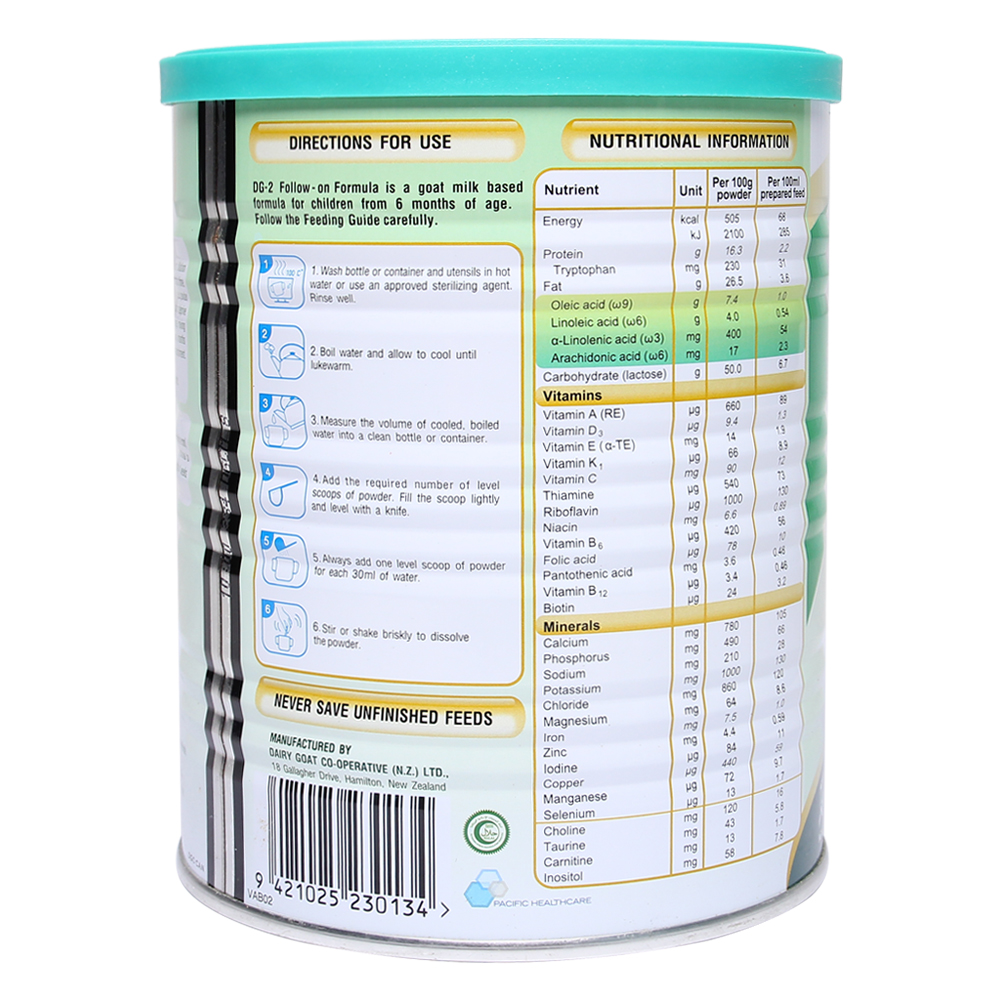 DIRECTIONS FOR USE
DG-2 Follow-on Formula is a goat milk based
formula for children from 6 months of age.
Follow the Feeding Guide carefully.
1
100°C
1. Wash bottle or container and utensils in hot
water or use an approved sterilizing agent.
Rinse well.
2
2. Boil water and allow to cool until
lukewarm.
3
3. Measure the volume of cooled, boiled
water into a clean bottle or container.
4
4. Add the required number of level
scoops of powder. Fill the scoop lightly
and level with a knife.
5
5. Always add one level scoop of powder
for each 30ml of water.
6
6. Stir or shake briskly to dissolve
the powder.
NEVER SAVE UNFINISHED FEEDS
MANUFACTURED BY
DAIRY GOAT CO-OPERATIVE (N.Z.) LTD.,
18 Gallagher Drive, Hamilton, New Zealand
9 421025 230134 >
VAB02
PACIFIC HEALTHCARE
NUTRITIONAL INFORMATION
Nutrient Unit Per 100g powder Per 100ml prepared feed
Energy kcal 505 68
kJ 2100 285
Protein g 16.3 2.2
Tryptophan mg 230 31
Fat g 26.5 3.6
Oleic acid (ω9) g 7.4 1.0
Linoleic acid (ω6) g 4.0 0.54
α-Linolenic acid (ω3) mg 400 54
Arachidonic acid (ω6) mg 17 2.3
Carbohydrate (lactose) g 50.0 6.7
Vitamins
Vitamin A (RE) µg 660 89
Vitamin D3 µg 9.4 1.3
Vitamin E (α-TE) mg 14 1.9
Vitamin K1 µg 66 8.9
Vitamin C mg 90 12
Thiamine µg 540 73
Riboflavin µg 1000 130
Niacin mg 6.6 0.89
Vitamin B6 µg 420 56
Folic acid µg 78 10
Pantothenic acid mg 3.6 0.48
Vitamin B12 µg 3.4 0.46
Biotin µg 24 3.2
Minerals
Calcium mg 780 105
Phosphorus mg 490 66
Sodium mg 210 28
Potassium mg 1000 130
Chloride mg 860 120
Magnesium mg 64 8.6
Iron mg 7.5 1.0
Zinc mg 4.4 0.59
Iodine µg 84 11
Copper µg 440 59
Manganese µg 72 9.7
Selenium µg 13 1.7
Choline mg 120 16
Taurine mg 43 5.8
Carnitine mg 13 1.7
Inositol mg 58 7.8